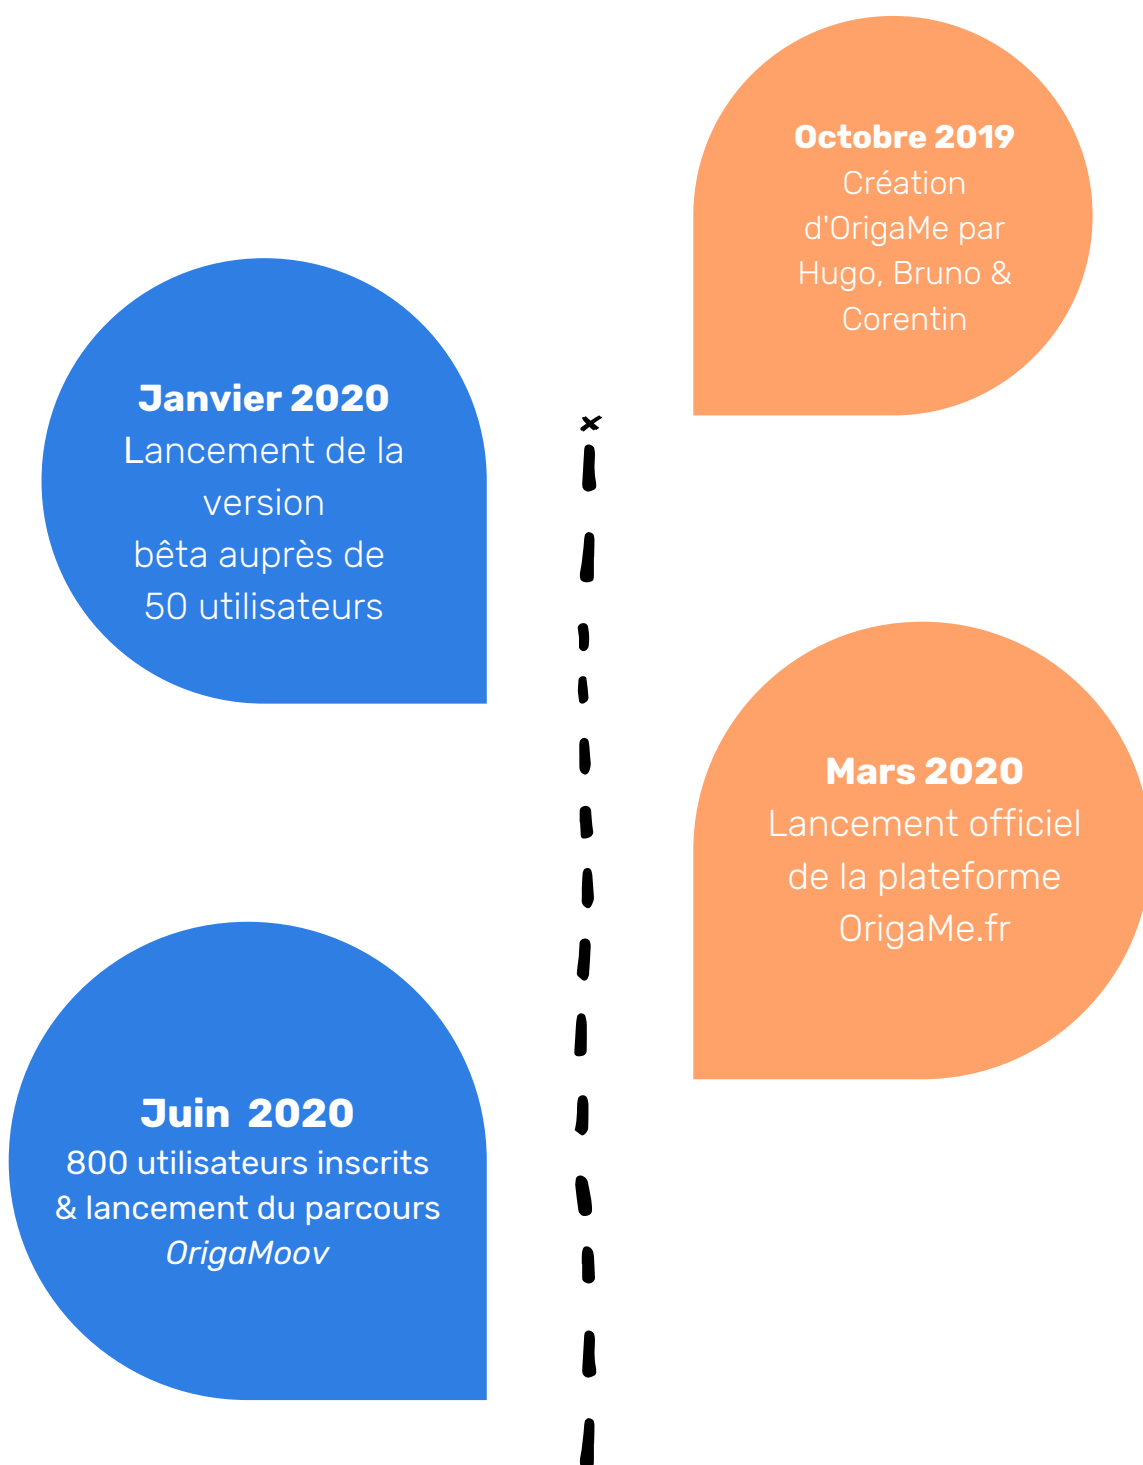 Octobre 2019
Création
d'OrigaMe par
Hugo, Bruno &
Corentin
Janvier 2020
Lancement de la
version
bêta auprès de
50 utilisateurs
Mars 2020
Lancement officiel
de la plateforme
OrigaMe.fr
Juin 2020
800 utilisateurs inscrits
& lancement du parcours
OrigaMoov